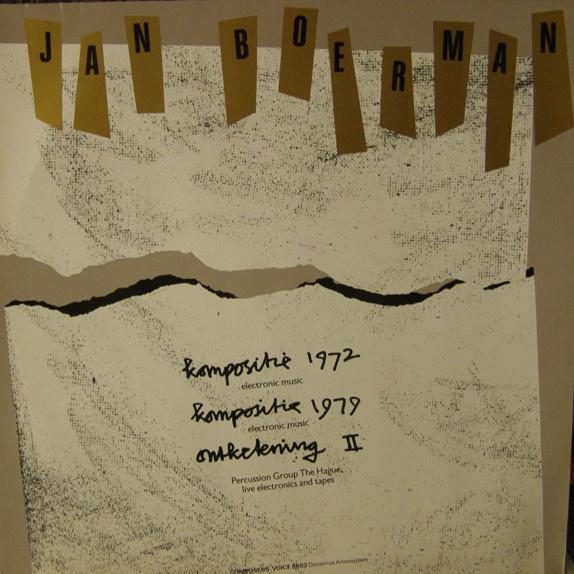 JAN BOERMAN
kompositie 1972
electronic music
kompositie 1979
electronic music
ontketening II
Percussion Group The Hague,
live electronics and tapes
COMPOSERS' VOICE 8503 Donemus Amsterdam